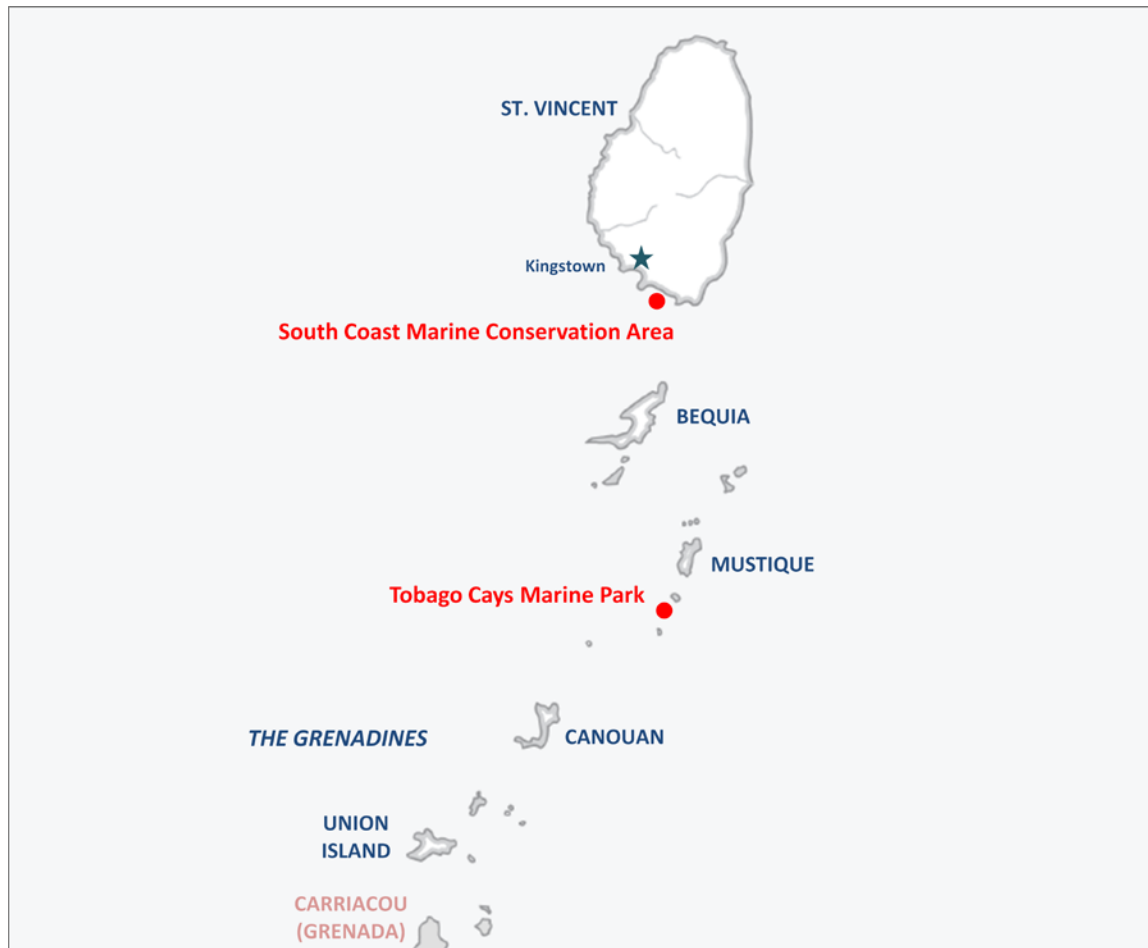 ST. VINCENT
Kingstown
South Coast Marine Conservation Area
BEQUIA
MUSTIQUE
Tobago Cays Marine Park
THE GRENADINES
CANOUAN
UNION
ISLAND
CARRIACOU
(GRENADA)